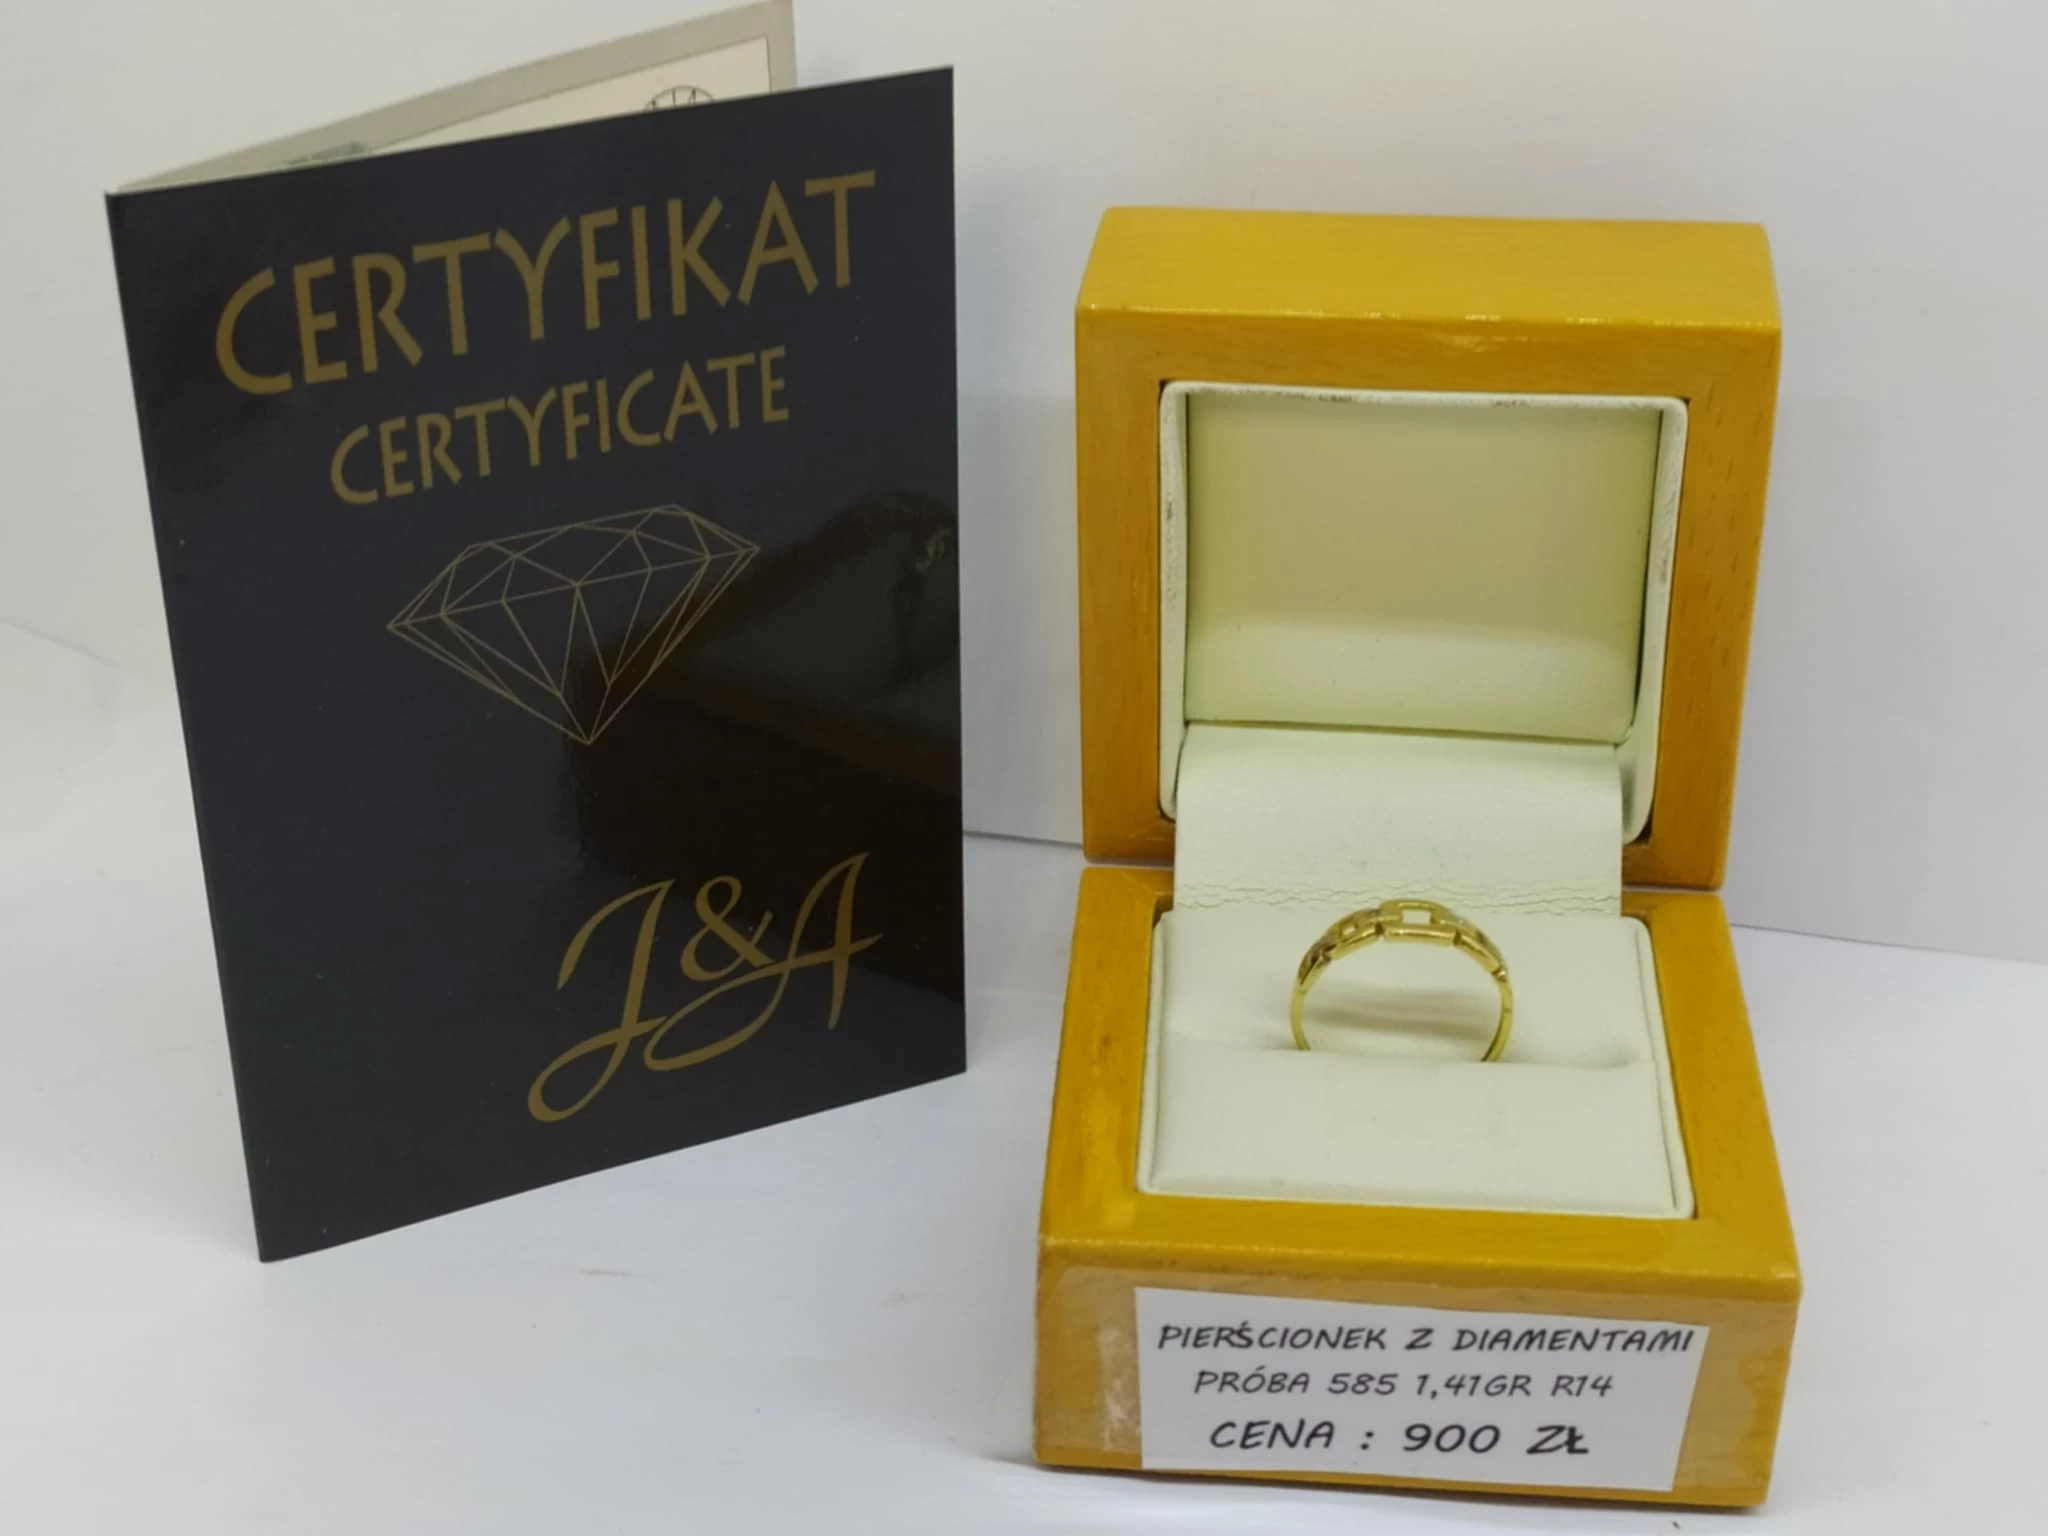 CERTYFIKAT
CERTYFICATE
J&A
PIERŚCIONEK Z DIAMENTAMI
PRÓBA 585 1,41GR R14
CENA : 900 ZŁ